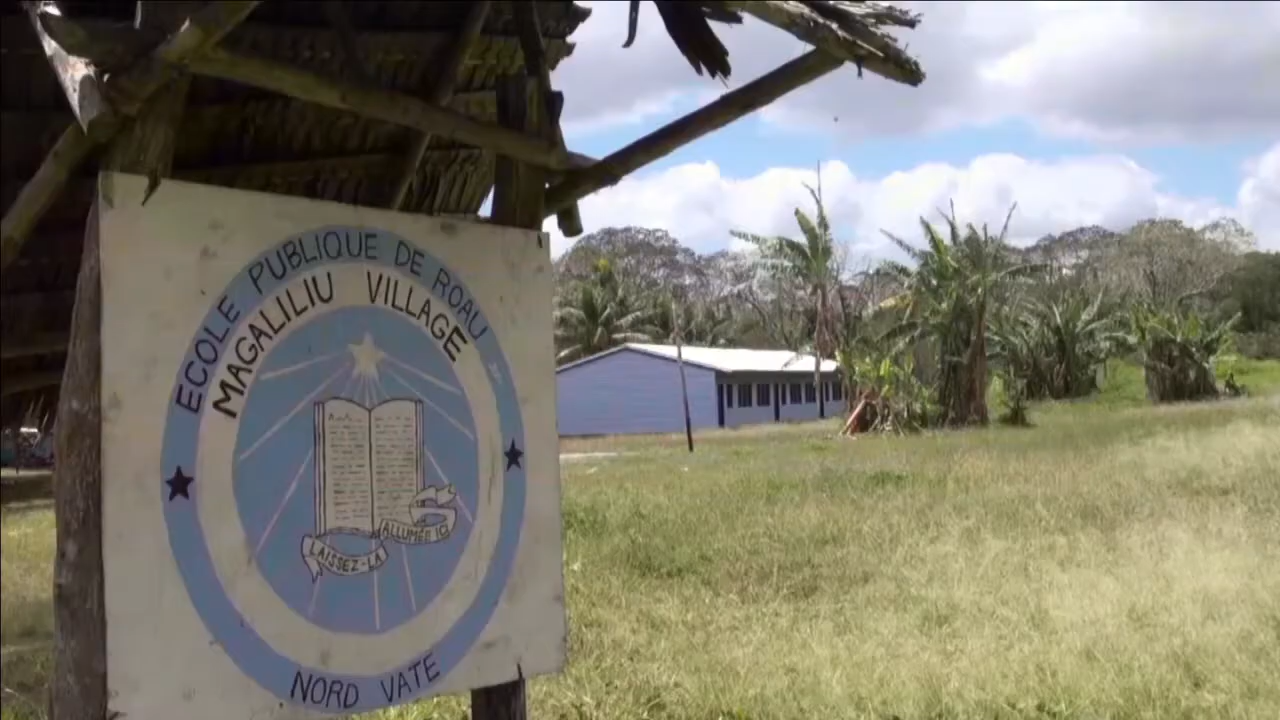 ECOLE PUBLIQUE DE ROAU
MAGALILIU VILLAGE
LAISSEZ-LA
ALLUMÉE ICI
NORD VATE